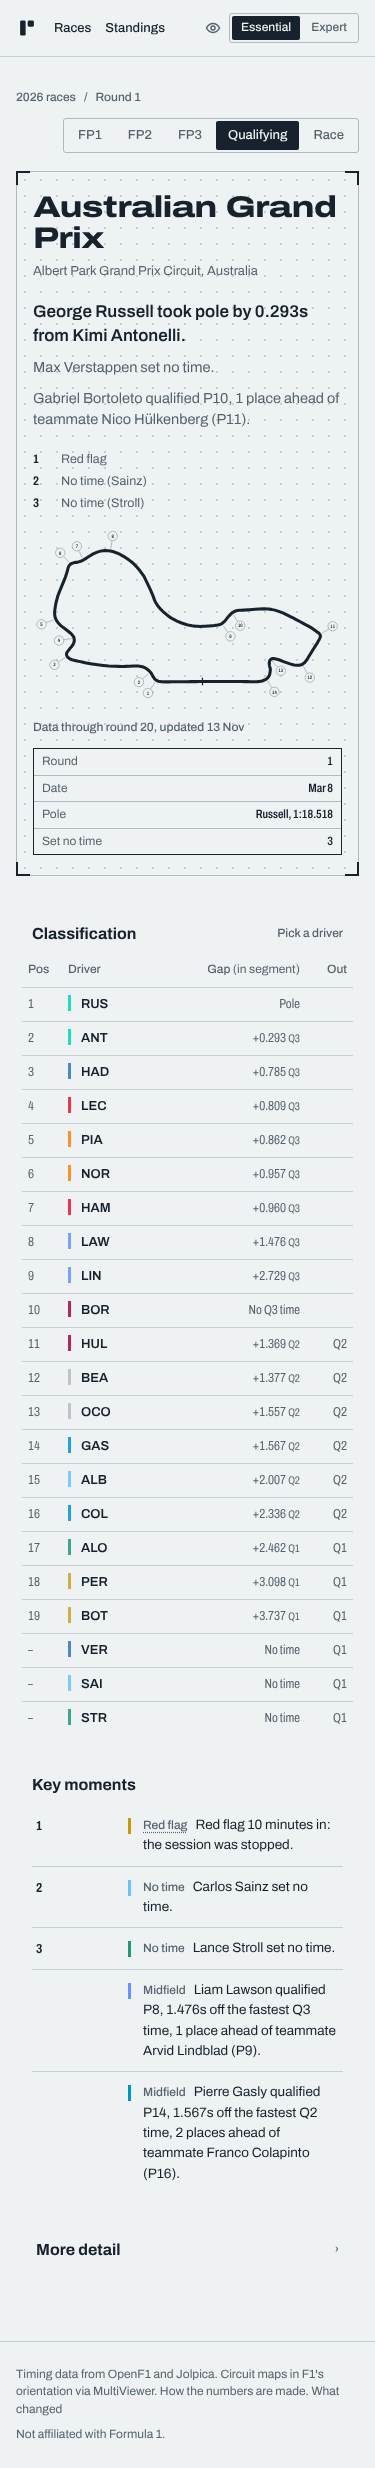 Races Standings Essential Expert
2026 races / Round 1
FP1 FP2 FP3 Qualifying Race
Australian Grand
Prix
Albert Park Grand Prix Circuit, Australia
George Russell took pole by 0.293s
from Kimi Antonelli.
Max Verstappen set no time.
Gabriel Bortoleto qualified P10, 1 place ahead of
teammate Nico Hülkenberg (P11).
1 Red flag
2 No time (Sainz)
3 No time (Stroll)
8
7
6
5
4
3
2
1
9
10
11
12
13
14
Data through round 20, updated 13 Nov
Round 1
Date Mar 8
Pole Russell, 1:18.518
Set no time 3
Classification Pick a driver
Pos Driver Gap (in segment) Out
1 RUS Pole
2 ANT +0.293 Q3
3 HAD +0.785 Q3
4 LEC +0.809 Q3
5 PIA +0.862 Q3
6 NOR +0.957 Q3
7 HAM +0.960 Q3
8 LAW +1.476 Q3
9 LIN +2.729 Q3
10 BOR No Q3 time
11 HUL +1.369 Q2 Q2
12 BEA +1.377 Q2 Q2
13 OCO +1.557 Q2 Q2
14 GAS +1.567 Q2 Q2
15 ALB +2.007 Q2 Q2
16 COL +2.336 Q2 Q2
17 ALO +2.462 Q1 Q1
18 PER +3.098 Q1 Q1
19 BOT +3.737 Q1 Q1
– VER No time Q1
– SAI No time Q1
– STR No time Q1
Key moments
1 Red flag Red flag 10 minutes in:
the session was stopped.
2 No time Carlos Sainz set no
time.
3 No time Lance Stroll set no time.
Midfield Liam Lawson qualified
P8, 1.476s off the fastest Q3
time, 1 place ahead of teammate
Arvid Lindblad (P9).
Midfield Pierre Gasly qualified
P14, 1.567s off the fastest Q2
time, 2 places ahead of
teammate Franco Colapinto
(P16).
More detail ›
Timing data from OpenF1 and Jolpica. Circuit maps in F1's
orientation via MultiViewer. How the numbers are made. What
changed
Not affiliated with Formula 1.